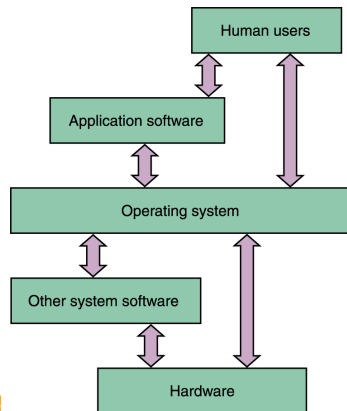 Human users
Application software
Operating system
Other system software
Hardware